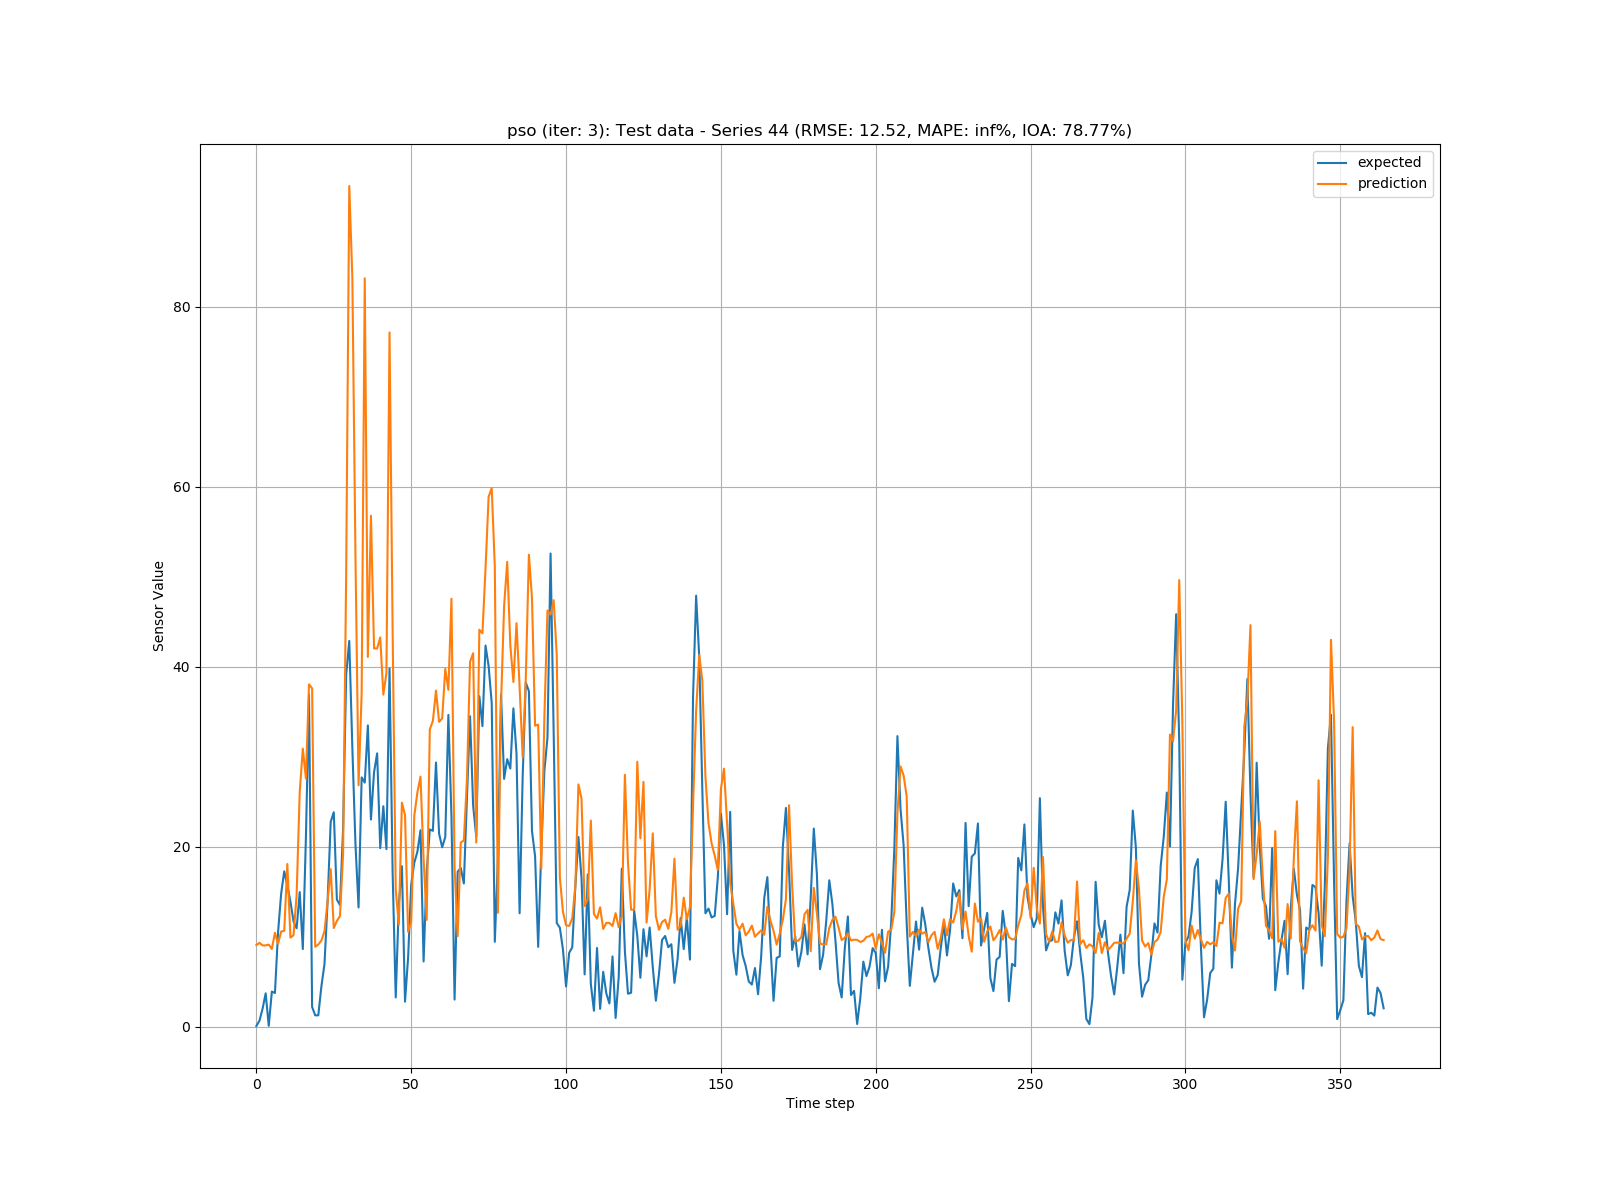 pso (iter: 3): Test data - Series 44 (RMSE: 12.52, MAPE: inf%, IOA: 78.77%)
expected
prediction
80
60
40
20
0
Sensor Value
0 50 100 150 200 250 300 350
Time step